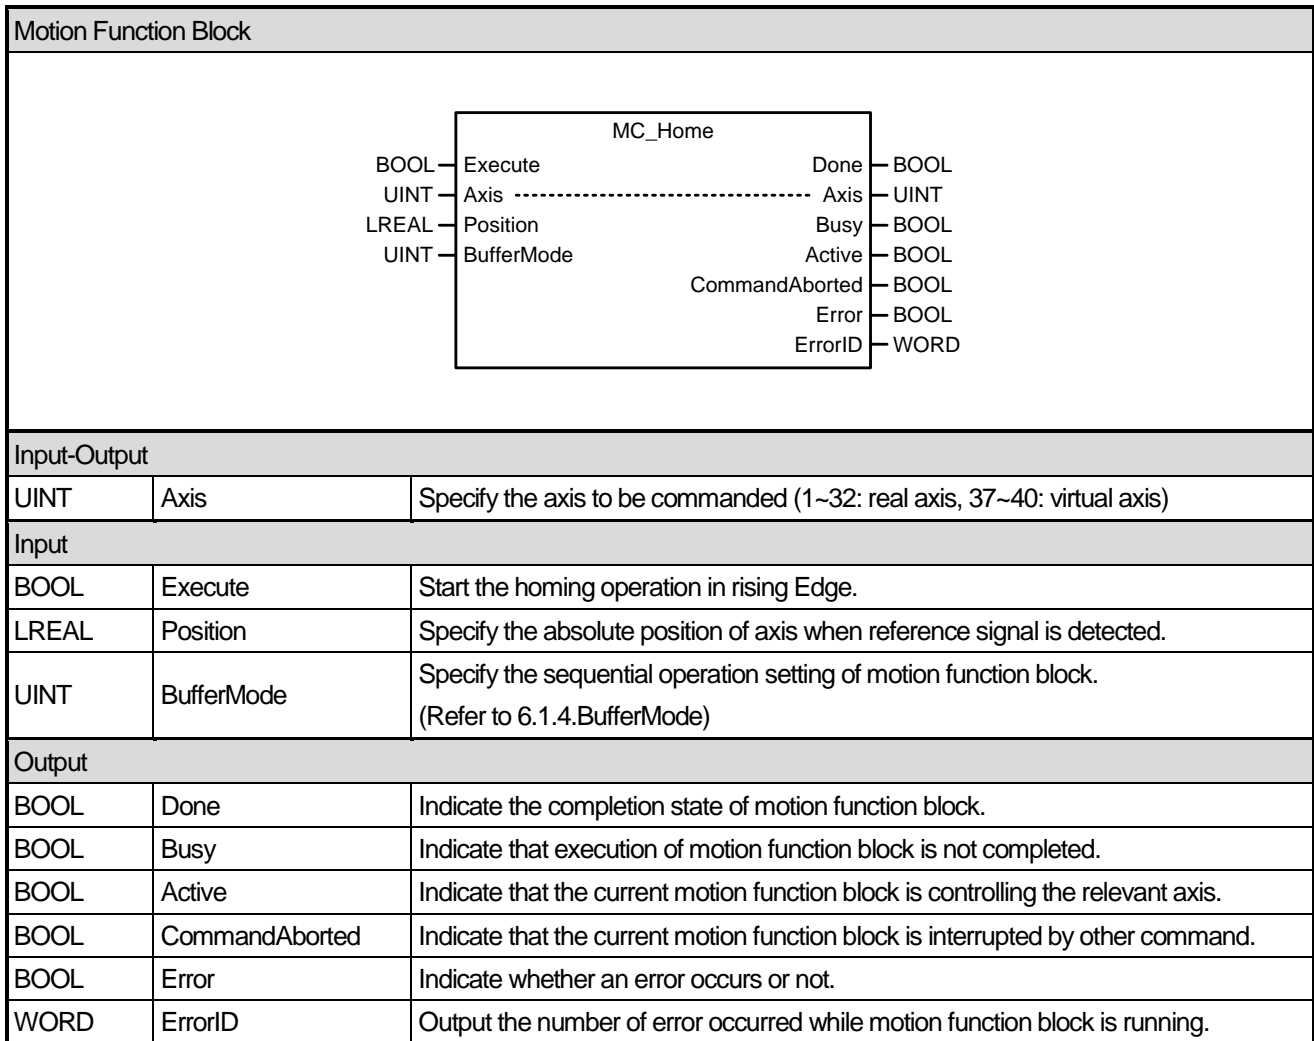 Motion Function Block
MC_Home
BOOL Execute Done BOOL
UINT Axis Axis UINT
LREAL Position Busy BOOL
UINT BufferMode Active BOOL
CommandAborted BOOL
Error BOOL
ErrorID WORD
Input-Output
UINT Axis Specify the axis to be commanded (1~32: real axis, 37~40: virtual axis)
Input
BOOL Execute Start the homing operation in rising Edge.
LREAL Position Specify the absolute position of axis when reference signal is detected.
UINT BufferMode Specify the sequential operation setting of motion function block.
(Refer to 6.1.4.BufferMode)
Output
BOOL Done Indicate the completion state of motion function block.
BOOL Busy Indicate that execution of motion function block is not completed.
BOOL Active Indicate that the current motion function block is controlling the relevant axis.
BOOL CommandAborted Indicate that the current motion function block is interrupted by other command.
BOOL Error Indicate whether an error occurs or not.
WORD ErrorID Output the number of error occurred while motion function block is running.